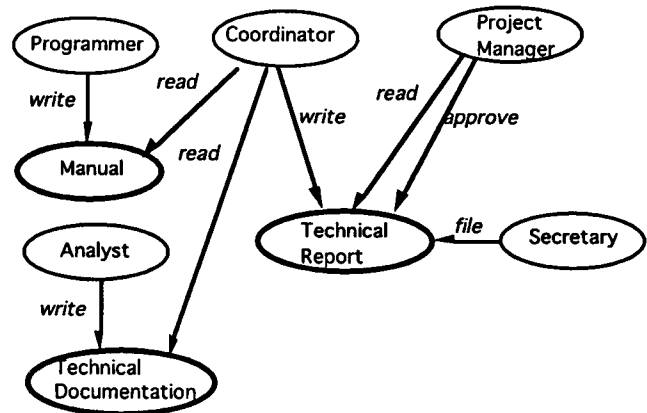 Programmer
Coordinator
Project
Manager
write
read
read
write
read
approve
Manual
Analyst
Technical
Report
file
Secretary
write
Technical
Documentation